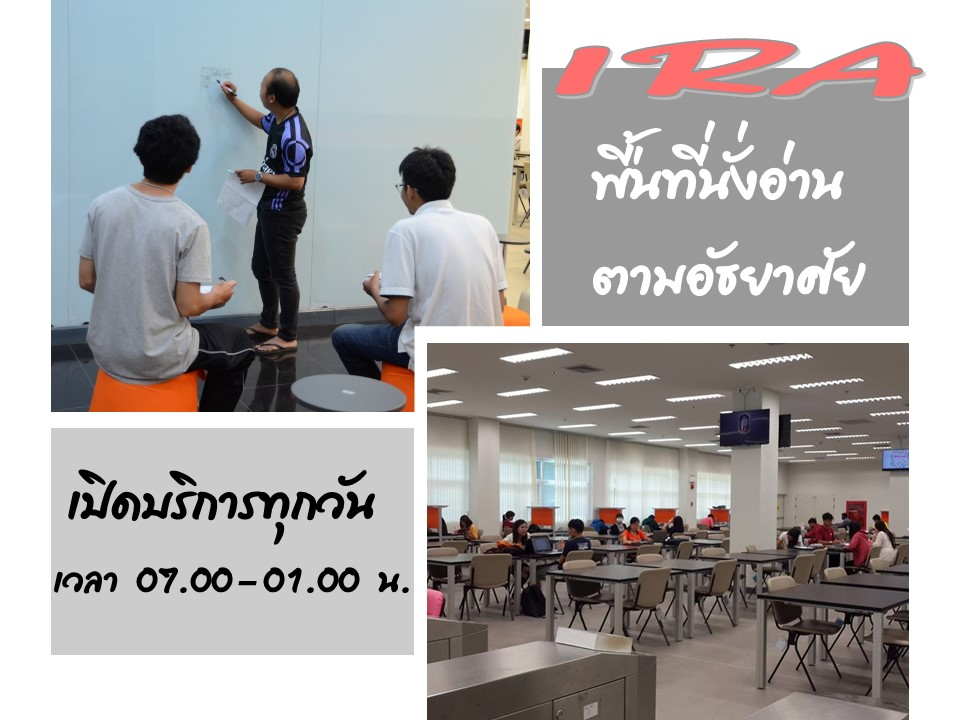 IRA
พื้นที่นั่งอ่าน
ตามอัธยาศัย
เปิดบริการทุกวัน
เวลา 07.00-01.00 น.